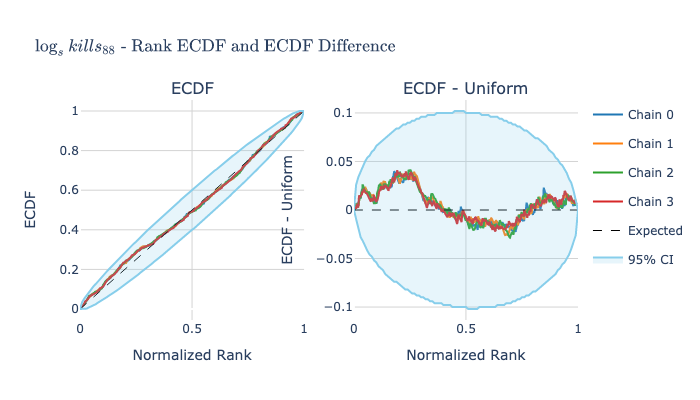 logₛ kills₈₈ - Rank ECDF and ECDF Difference
ECDF
ECDF - Uniform
1
0.8
0.6
0.4
0.2
0
0
0.5
1
ECDF
Normalized Rank
0.1
0.05
0
−0.05
−0.1
0
0.5
1
ECDF - Uniform
Normalized Rank
Chain 0
Chain 1
Chain 2
Chain 3
Expected
95% CI